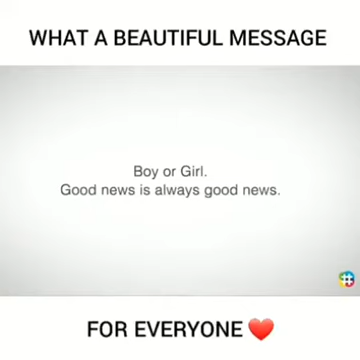 WHAT A BEAUTIFUL MESSAGE
Boy or Girl.
Good news is always good news.
FOR EVERYONE ❤️